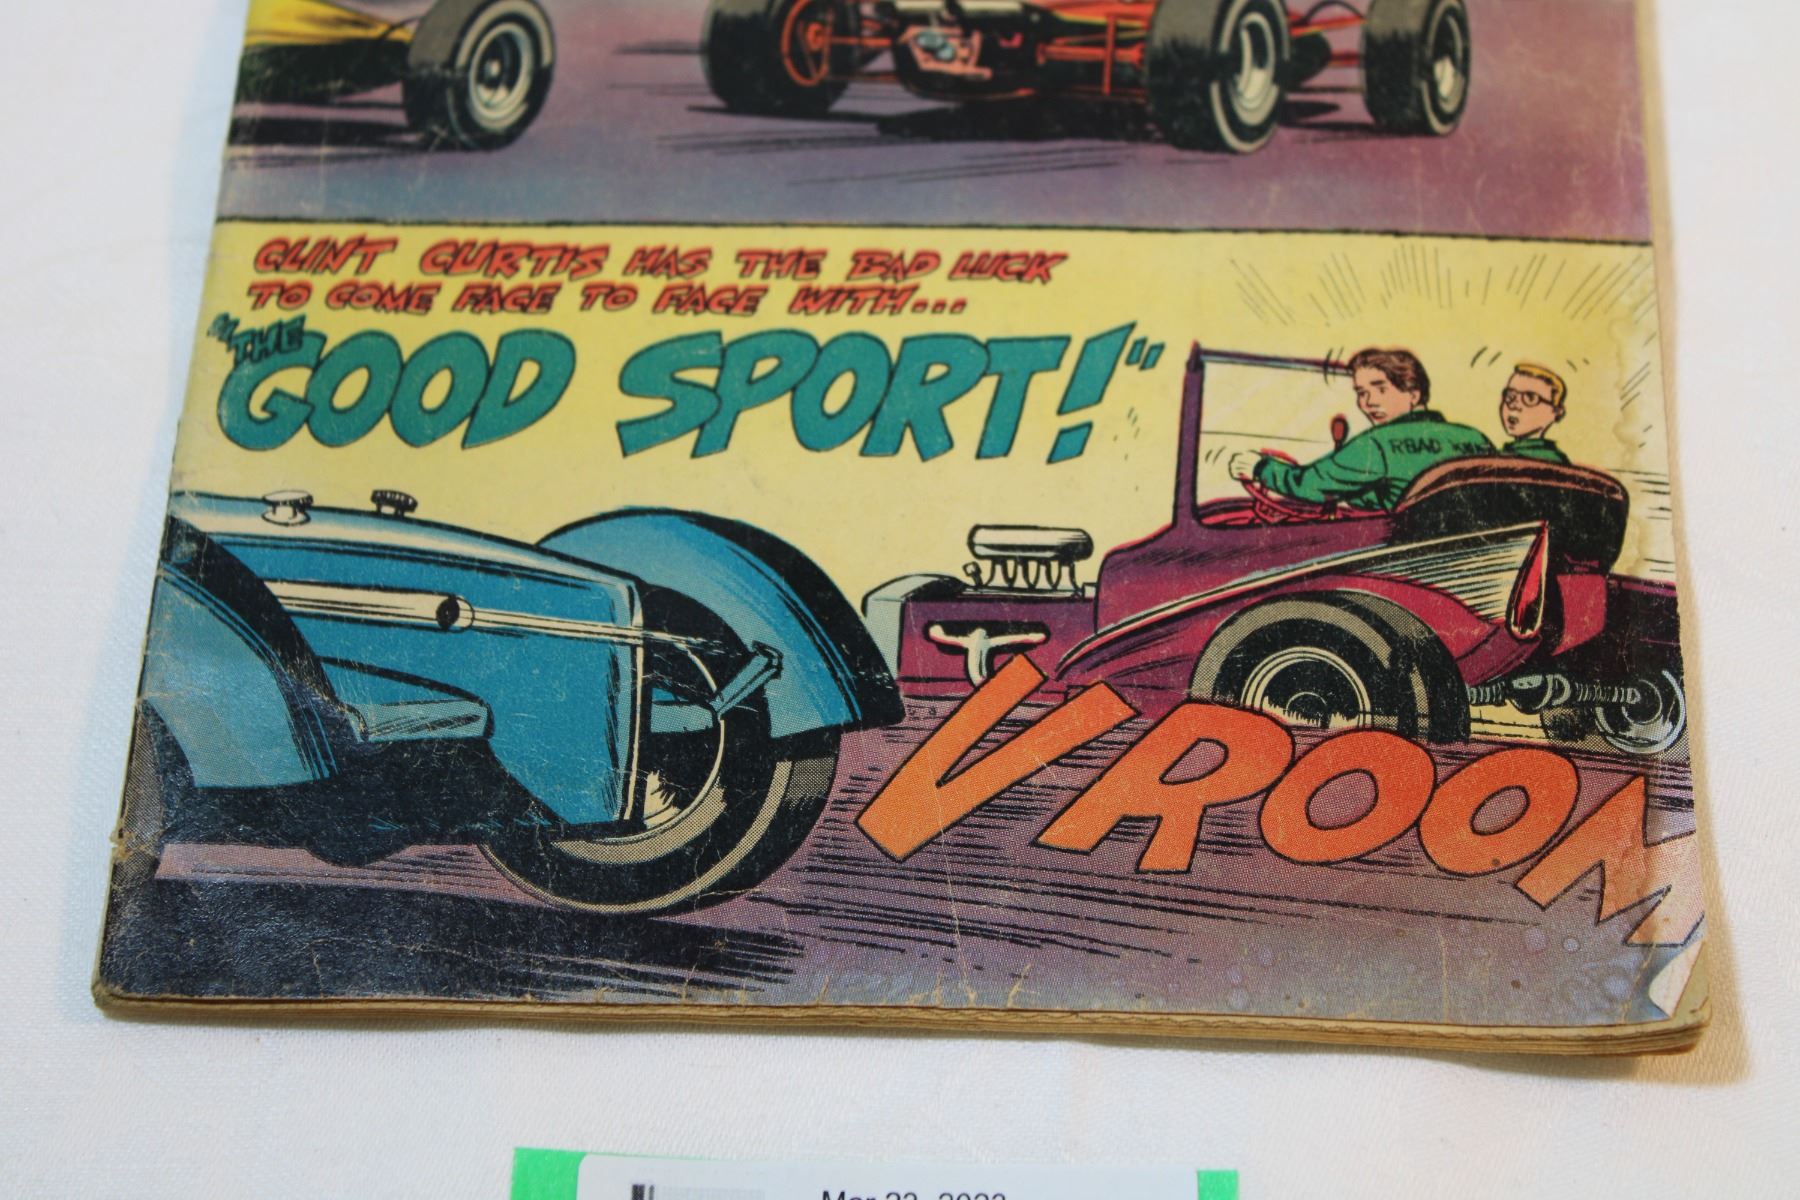 CLINT CURTIS HAS THE BAD LUCK
TO COME FACE TO FACE WITH...
"THE
GOOD SPORT!"
VROOM